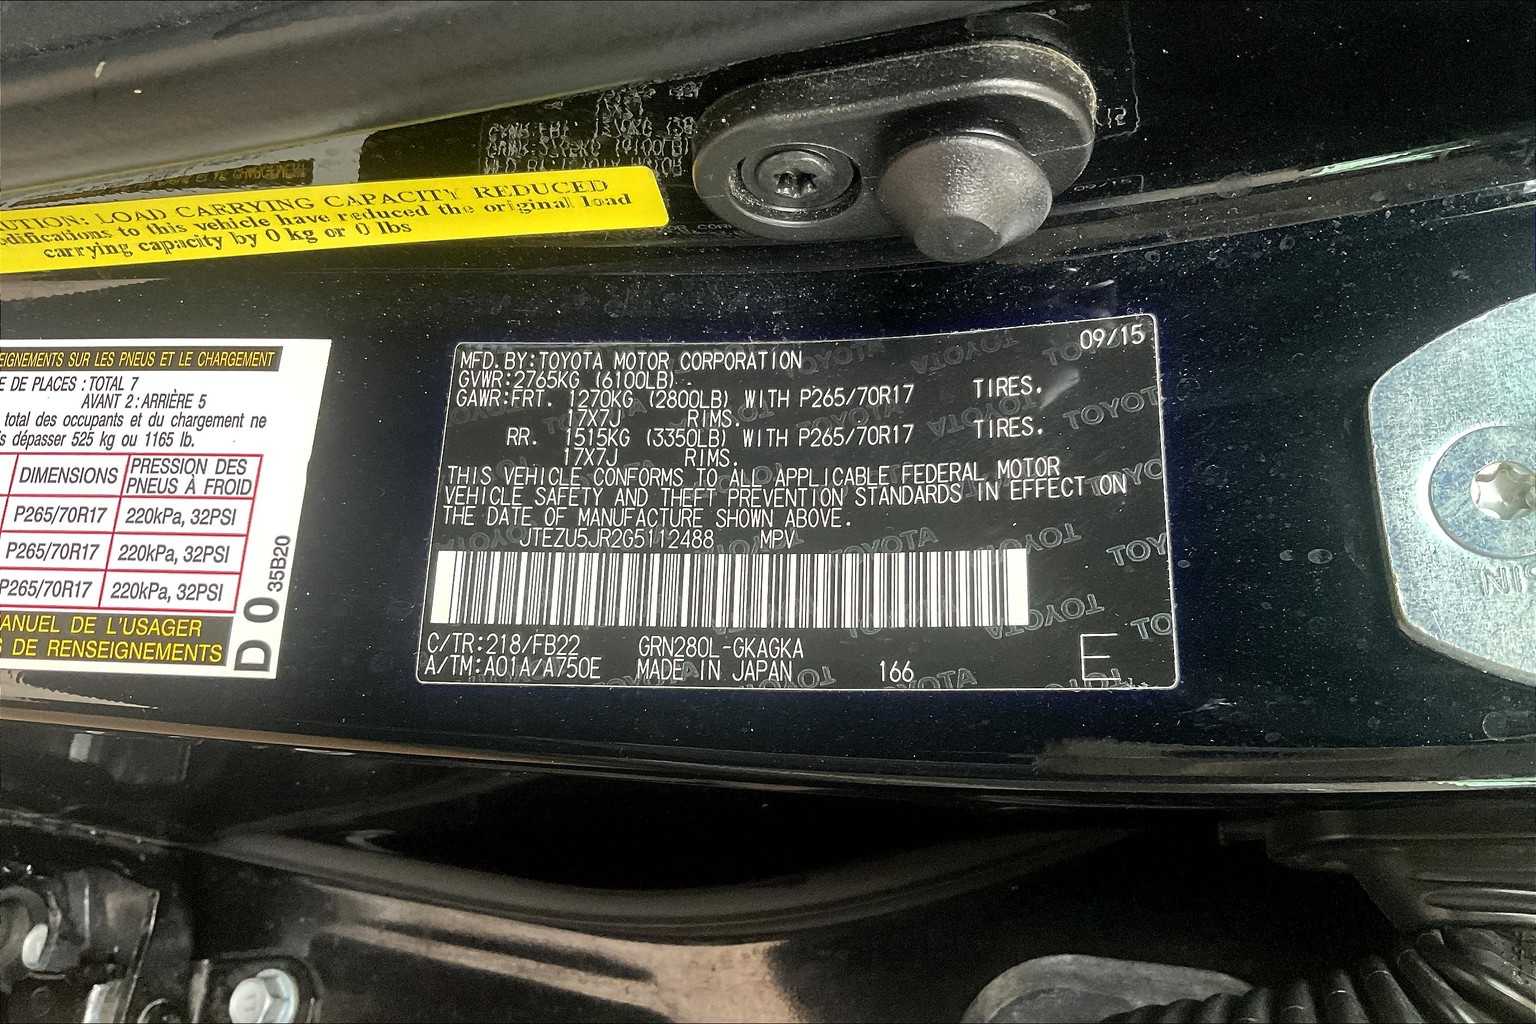 UTION: LOAD CARRYING CAPACITY REDUCED
odifications to this vehicle have reduced the original load
carrying capacity by 0 kg or 0 lbs
EIGNEMENTS SUR LES PNEUS ET LE CHARGEMENT
E DE PLACES : TOTAL 7
AVANT 2 : ARRIÈRE 5
total des occupants et du chargement ne
s dépasser 525 kg ou 1165 lb.
DIMENSIONS PRESSION DES PNEUS À FROID
P265/70R17 220kPa, 32PSI
P265/70R17 220kPa, 32PSI
P265/70R17 220kPa, 32PSI
ANUEL DE L'USAGER
S DE RENSEIGNEMENTS
D 0 35B20
09/15
MFD.BY:TOYOTA MOTOR CORPORATION
GVWR:2765KG (6100LB)
GAWR:FRT. 1270KG (2800LB) WITH P265/70R17 TIRES.
17X7J RIMS.
RR. 1515KG (3350LB) WITH P265/70R17 TIRES.
17X7J RIMS.
THIS VEHICLE CONFORMS TO ALL APPLICABLE FEDERAL MOTOR
VEHICLE SAFETY AND THEFT PREVENTION STANDARDS IN EFFECT ON
THE DATE OF MANUFACTURE SHOWN ABOVE.
JTEZU5JR2G5112488 MPV
C/TR:218/FB22 GRN280L-GKAGKA
A/TM:A01A/A750E MADE IN JAPAN 166 E